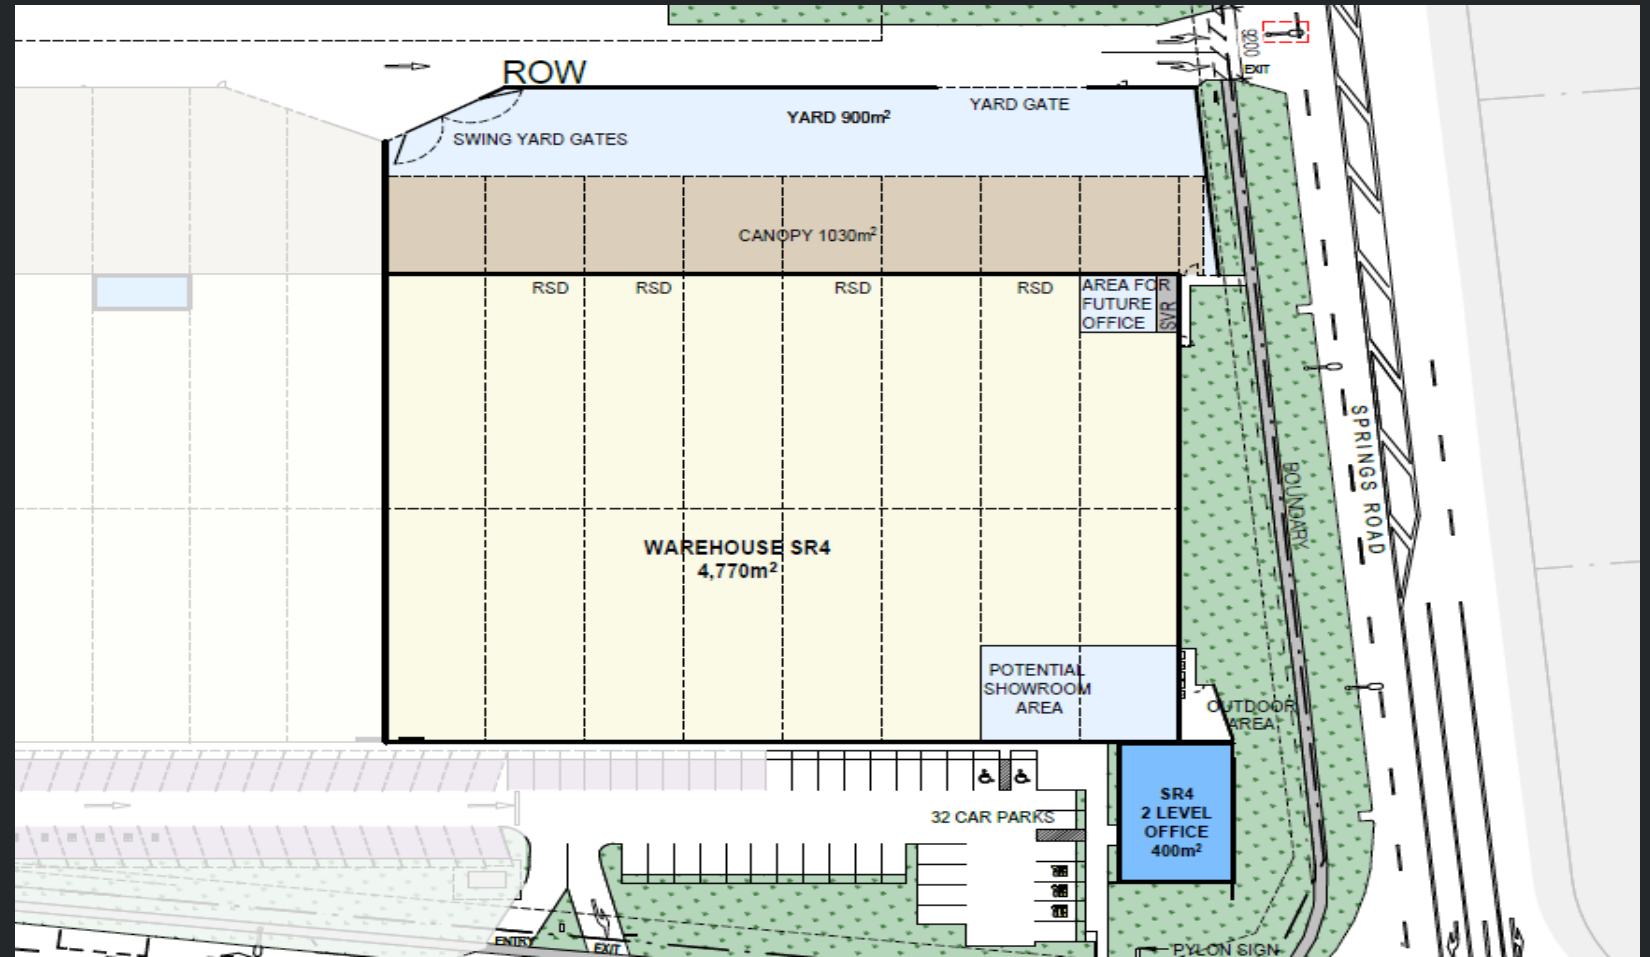 9200
EXIT
ROW
YARD GATE
YARD 900m²
SWING YARD GATES
CANOPY 1030m²
RSD
RSD
RSD
RSD
AREA FOR
FUTURE
OFFICE
SVR
SPRINGS ROAD
BOUNDARY
WAREHOUSE SR4
4,770m²
POTENTIAL
SHOWROOM
AREA
OUTDOOR
AREA
32 CAR PARKS
SR4
2 LEVEL
OFFICE
400m²
ENTRY
EXIT
PYLON SIGN